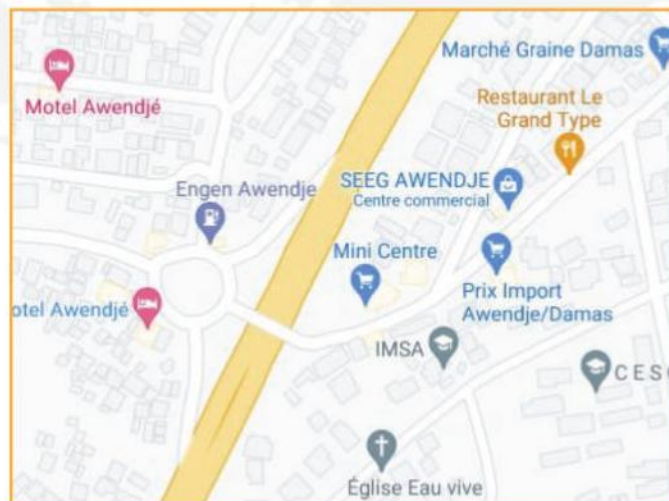 Marché Graine Damas
Motel Awendjé
Restaurant Le
Grand Type
Engen Awendje
SEEG AWENDJE
Centre commercial
Mini Centre
otel Awendjé
Prix Import
Awendje/Damas
IMSA
C E S
Église Eau vive